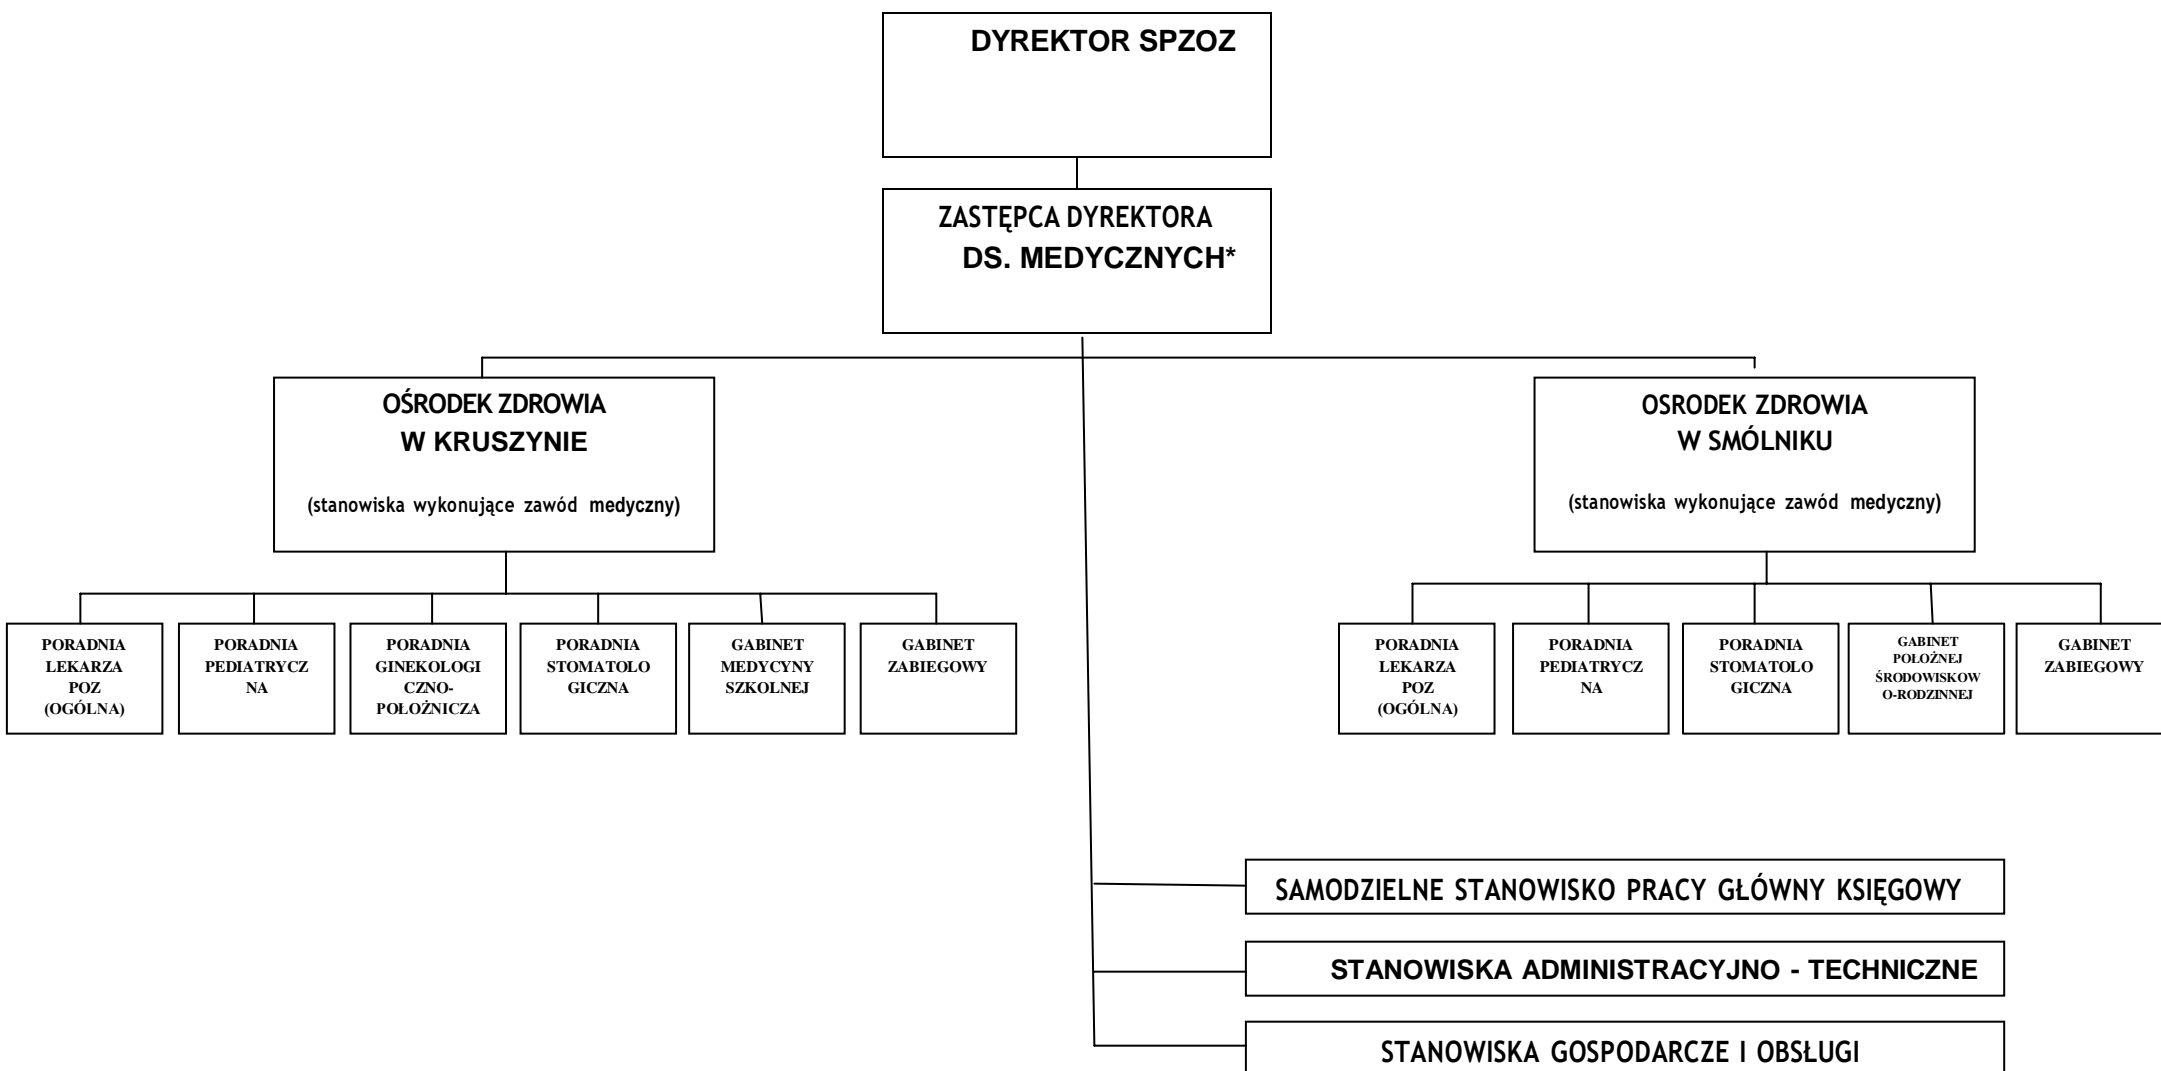 DYREKTOR SPZOZ
ZASTĘPCA DYREKTORA
DS. MEDYCZNYCH*
OŚRODEK ZDROWIA
W KRUSZYNIE
(stanowiska wykonujące zawód medyczny)
OSRODEK ZDROWIA
W SMÓLNIKU
(stanowiska wykonujące zawód medyczny)
PORADNIA
LEKARZA
POZ
(OGÓLNA)
PORADNIA
PEDIATRYCZ
NA
PORADNIA
GINEKOLOGI
CZNO-
POŁOŻNICZA
PORADNIA
STOMATOLO
GICZNA
GABINET
MEDYCYNY
SZKOLNEJ
GABINET
ZABIEGOWY
PORADNIA
LEKARZA
POZ
(OGÓLNA)
PORADNIA
PEDIATRYCZ
NA
PORADNIA
STOMATOLO
GICZNA
GABINET
POŁOŻNEJ
ŚRODOWISKOW
O-RODZINNEJ
GABINET
ZABIEGOWY
SAMODZIELNE STANOWISKO PRACY GŁÓWNY KSIĘGOWY
STANOWISKA ADMINISTRACYJNO - TECHNICZNE
STANOWISKA GOSPODARCZE I OBSŁUGI